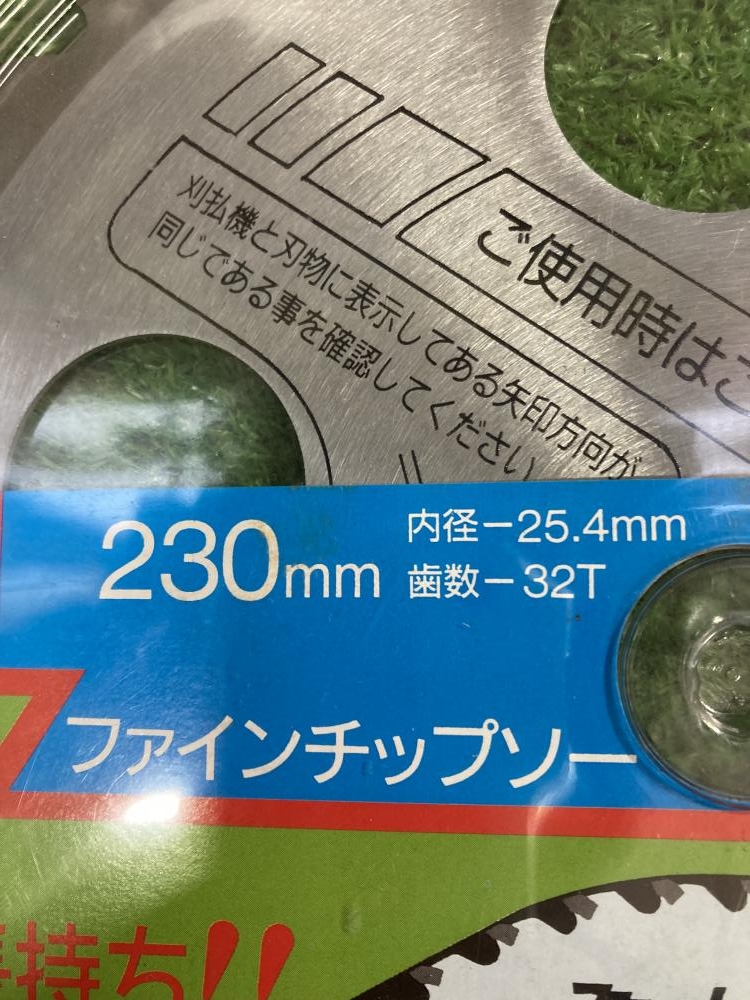 ご使用時は
刈払機と刃物に表示してある矢印方向が
同じである事を確認してください
230mm
内径－25.4mm
歯数－32T
ファインチップソー
持ち!!